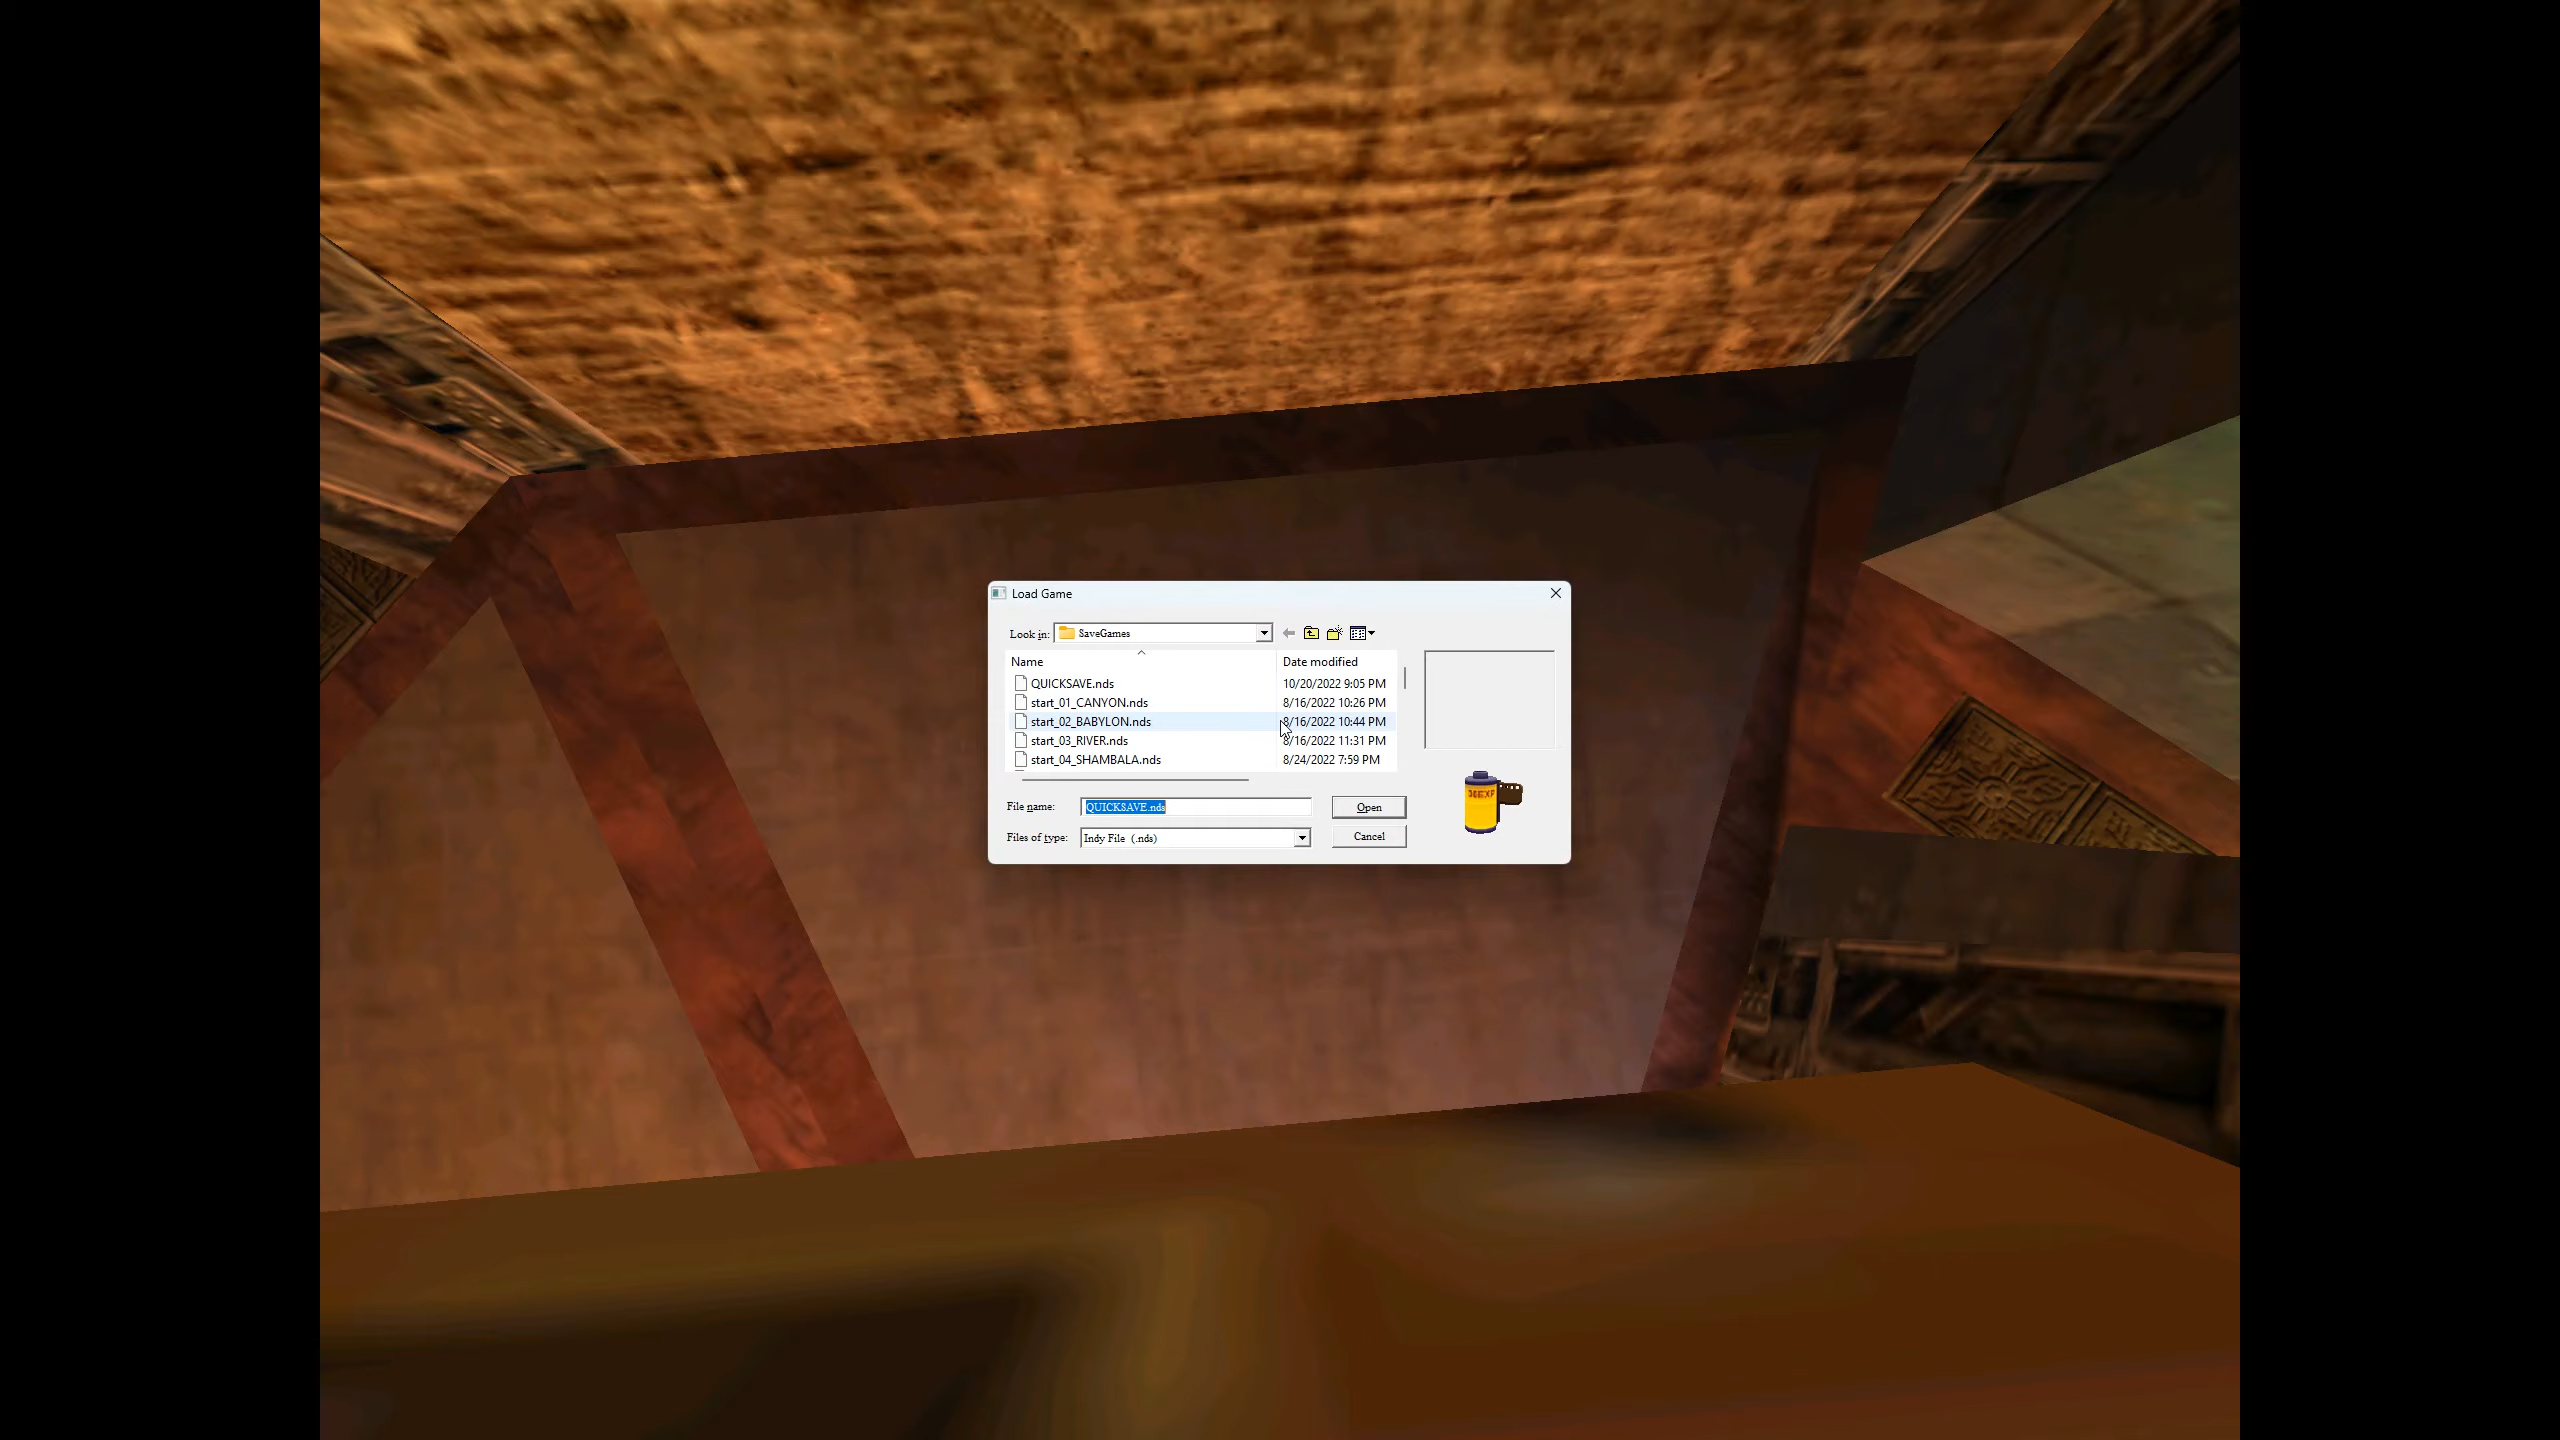 Load Game
Look in: SaveGames
Name Date modified
QUICKSAVE.nds 10/20/2022 9:05 PM
start_01_CANYON.nds 8/16/2022 10:26 PM
start_02_BABYLON.nds 8/16/2022 10:44 PM
start_03_RIVER.nds 8/16/2022 11:31 PM
start_04_SHAMBALA.nds 8/24/2022 7:59 PM
File name: QUICKSAVE.nds Open
Files of type: Indy File (.nds) Cancel